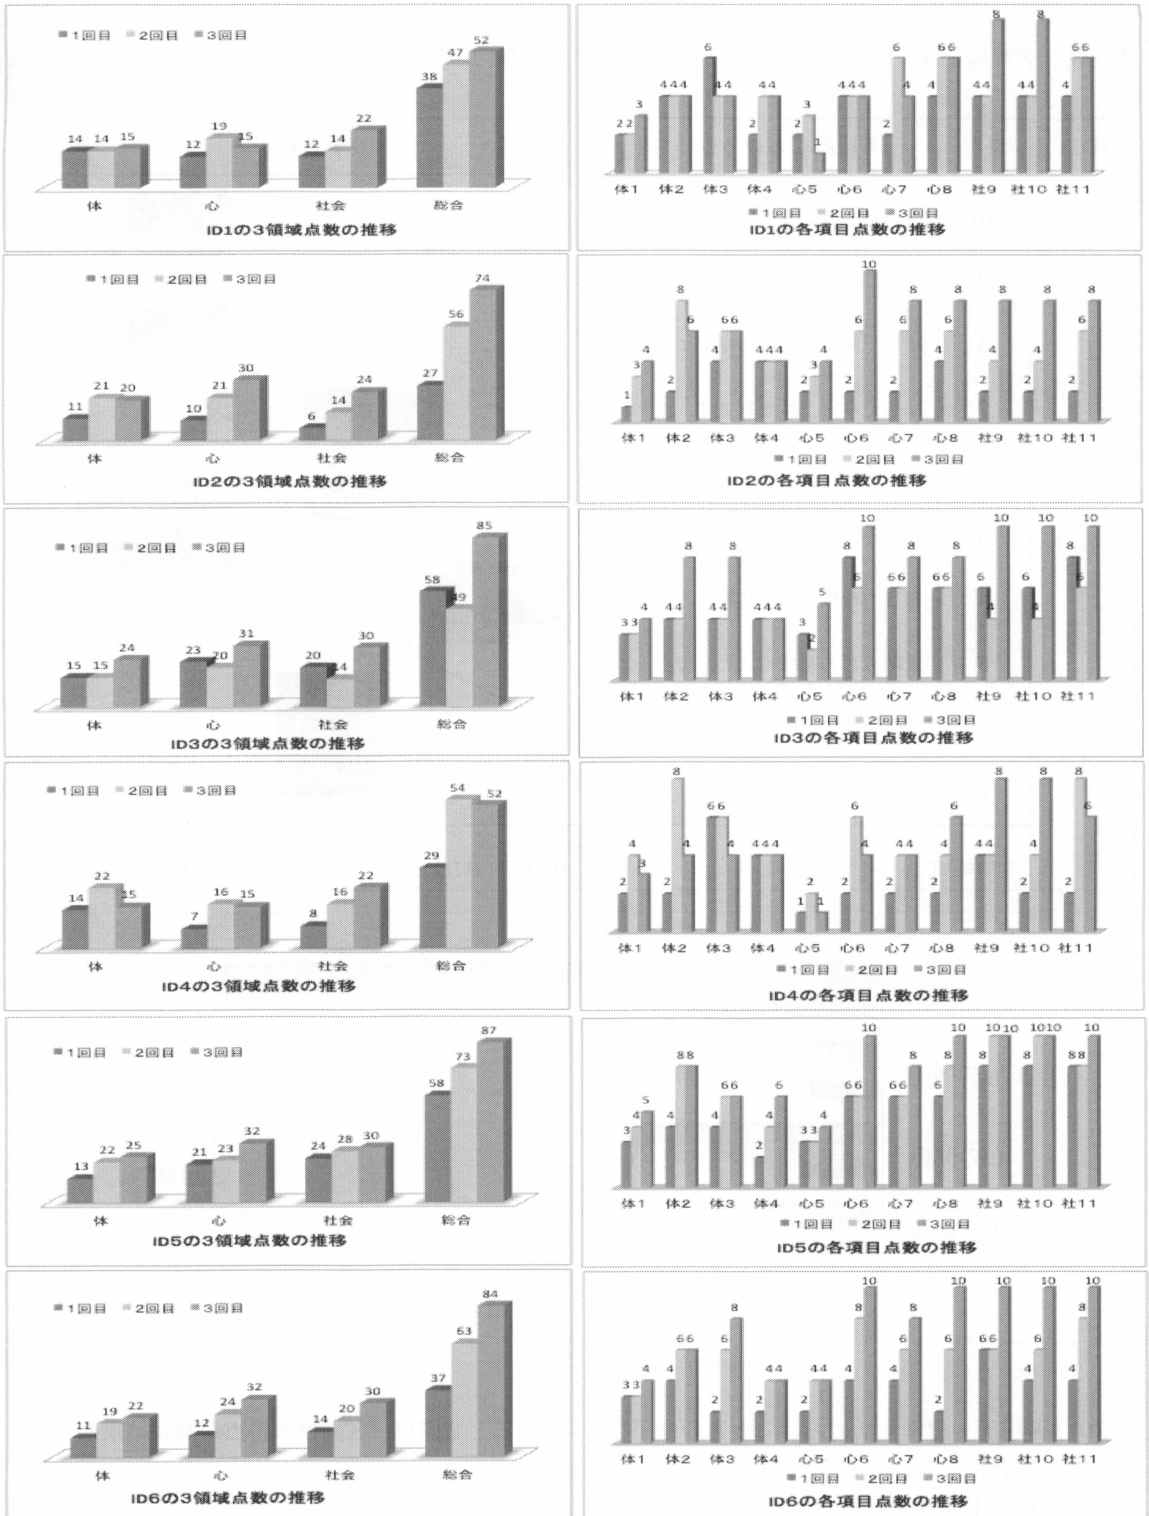 1回目 2回目 3回目
14 14 15 12 19 15 12 14 22 38 47 52
体 心 社会 総合
ID1の3領域点数の推移
2 2 3 4 4 4 6 4 4 2 4 4 2 3 1 4 4 4 2 6 4 4 6 6 4 4 8 4 4 8 4 6 6
体1 体2 体3 体4 心5 心6 心7 心8 社9 社10 社11
1回目 2回目 3回目
ID1の各項目点数の推移
1回目 2回目 3回目
11 21 20 10 21 30 6 14 24 27 56 74
体 心 社会 総合
ID2の3領域点数の推移
1 3 4 2 8 6 4 6 6 4 4 4 2 3 4 2 6 10 2 6 8 4 6 8 2 4 8 2 4 8 2 6 8
体1 体2 体3 体4 心5 心6 心7 心8 社9 社10 社11
1回目 2回目 3回目
ID2の各項目点数の推移
1回目 2回目 3回目
15 15 24 23 20 31 20 14 30 58 49 85
体 心 社会 総合
ID3の3領域点数の推移
3 3 4 4 4 8 4 4 8 4 4 4 3 2 5 8 6 10 6 6 8 6 6 8 6 4 10 6 4 10 8 6 10
体1 体2 体3 体4 心5 心6 心7 心8 社9 社10 社11
1回目 2回目 3回目
ID3の各項目点数の推移
1回目 2回目 3回目
14 22 15 7 16 15 8 16 22 29 54 52
体 心 社会 総合
ID4の3領域点数の推移
2 4 3 2 8 4 6 6 4 4 4 4 1 2 1 2 6 4 2 4 4 2 4 6 4 4 8 2 4 8 2 8 6
体1 体2 体3 体4 心5 心6 心7 心8 社9 社10 社11
1回目 2回目 3回目
ID4の各項目点数の推移
1回目 2回目 3回目
13 22 25 21 23 32 24 28 30 58 73 87
体 心 社会 総合
ID5の3領域点数の推移
3 4 5 4 8 8 4 6 6 2 4 6 3 3 4 6 6 10 6 6 8 6 8 10 8 10 10 8 10 10 8 8 10
体1 体2 体3 体4 心5 心6 心7 心8 社9 社10 社11
1回目 2回目 3回目
ID5の各項目点数の推移
1回目 2回目 3回目
11 19 22 12 24 32 14 20 30 37 63 84
体 心 社会 総合
ID6の3領域点数の推移
3 3 4 4 6 6 2 6 8 2 4 4 2 4 4 4 8 10 4 6 8 2 6 10 6 6 10 4 6 10 4 8 10
体1 体2 体3 体4 心5 心6 心7 心8 社9 社10 社11
1回目 2回目 3回目
ID6の各項目点数の推移